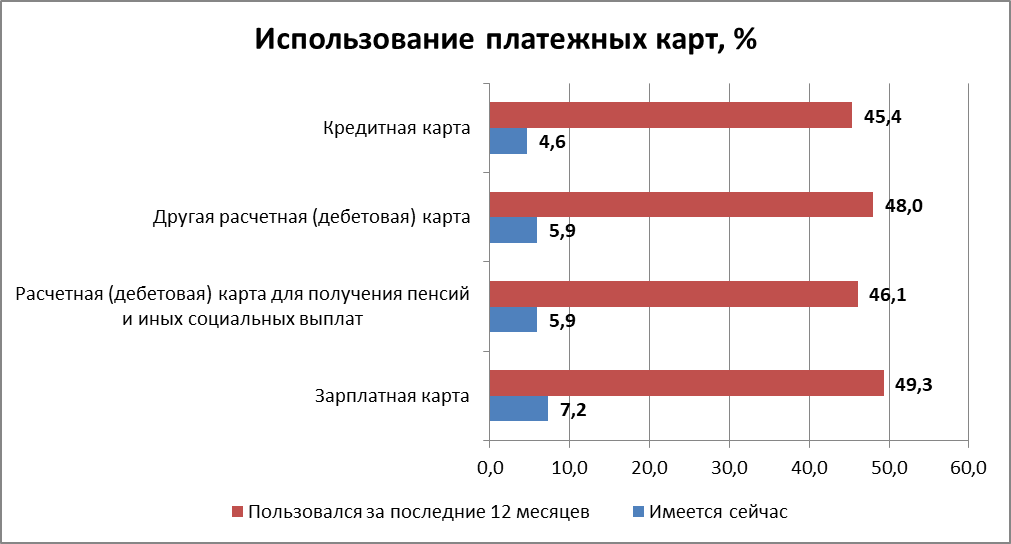 Использование платежных карт, %
Кредитная карта
45,4
4,6
Другая расчетная (дебетовая) карта
48,0
5,9
Расчетная (дебетовая) карта для получения пенсий
и иных социальных выплат
46,1
5,9
Зарплатная карта
49,3
7,2
0,0 10,0 20,0 30,0 40,0 50,0 60,0
Пользовался за последние 12 месяцев Имеется сейчас